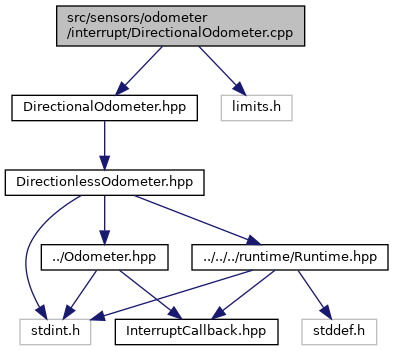 src/sensors/odometer
/interrupt/DirectionalOdometer.cpp
DirectionalOdometer.hpp
limits.h
DirectionlessOdometer.hpp
../Odometer.hpp
../../../runtime/Runtime.hpp
stdint.h
InterruptCallback.hpp
stddef.h